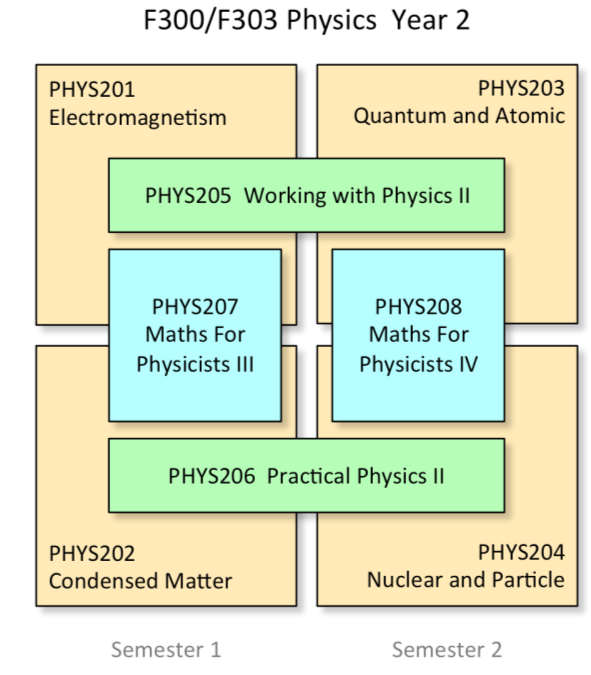 F300/F303 Physics Year 2
PHYS201
Electromagnetism
PHYS203
Quantum and Atomic
PHYS205 Working with Physics II
PHYS207
Maths For
Physicists III
PHYS208
Maths For
Physicists IV
PHYS206 Practical Physics II
PHYS202
Condensed Matter
PHYS204
Nuclear and Particle
Semester 1
Semester 2